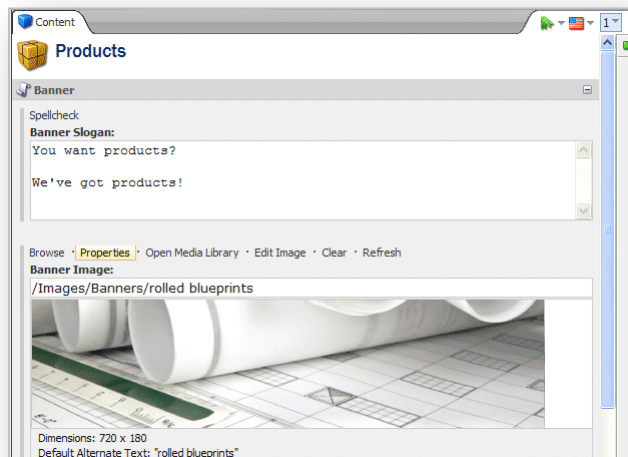 Content
1
Products
Banner
Spellcheck
Banner Slogan:
You want products?
We've got products!
Browse · Properties · Open Media Library · Edit Image · Clear · Refresh
Banner Image:
/Images/Banners/rolled blueprints
Dimensions: 720 x 180
Default Alternate Text: "rolled blueprints"